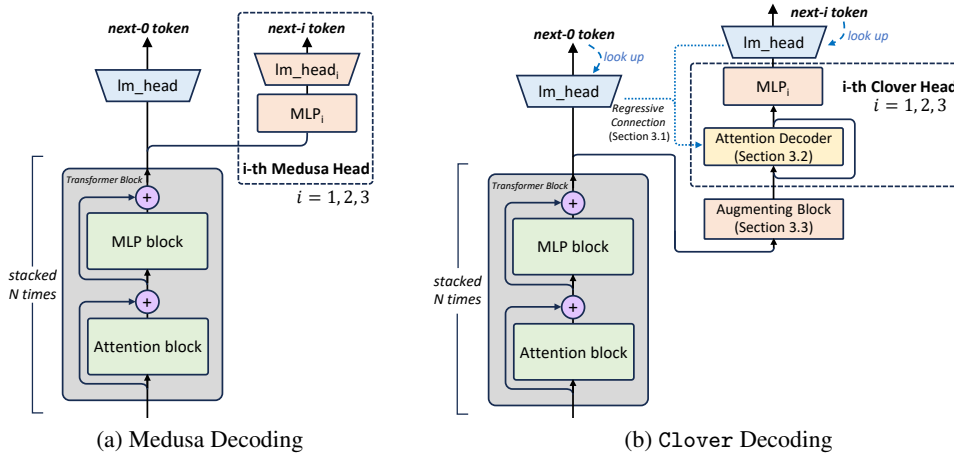 next-0 token
next-i token
lm_head
lm_head_i
MLP_i
i-th Medusa Head
i = 1, 2, 3
Transformer Block
+
MLP block
stacked
N times
+
Attention block
(a) Medusa Decoding
next-i token
next-0 token
look up
lm_head
look up
lm_head
MLP_i
i-th Clover Head
i = 1, 2, 3
Regressive
Connection
(Section 3.1)
Attention Decoder
(Section 3.2)
Transformer Block
+
Augmenting Block
(Section 3.3)
MLP block
stacked
N times
+
Attention block
(b) Clover Decoding